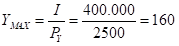 Y_MAX = I / P_Y = 400.000 / 2500 = 160